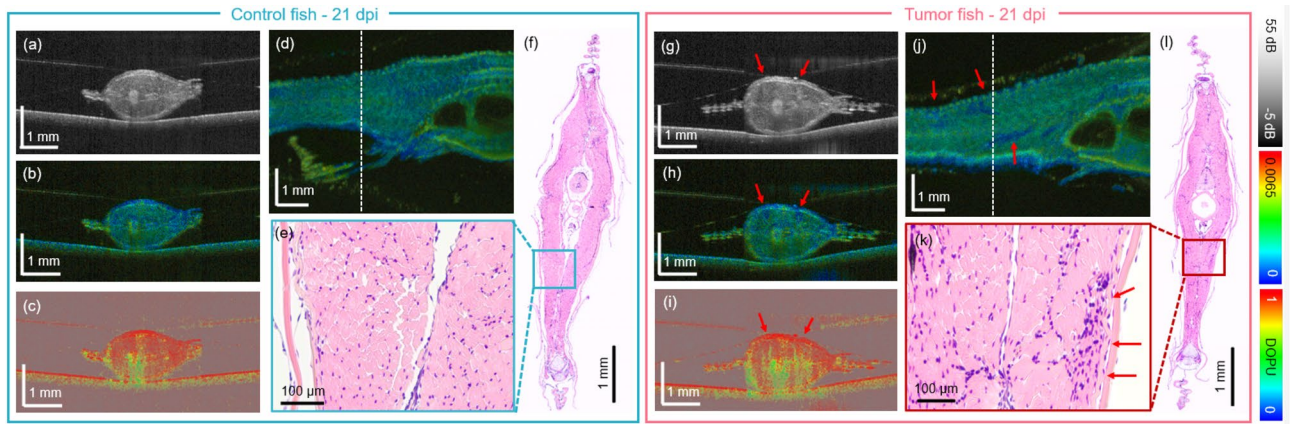 Control fish - 21 dpi
Tumor fish - 21 dpi
(a)
1 mm
(b)
1 mm
(c)
1 mm
(d)
1 mm
(e)
100 µm
(f)
1 mm
(g)
1 mm
(h)
1 mm
(i)
1 mm
(j)
1 mm
(k)
100 µm
(l)
1 mm
55 dB
-5 dB
0.0065
0
1
DOPU
0